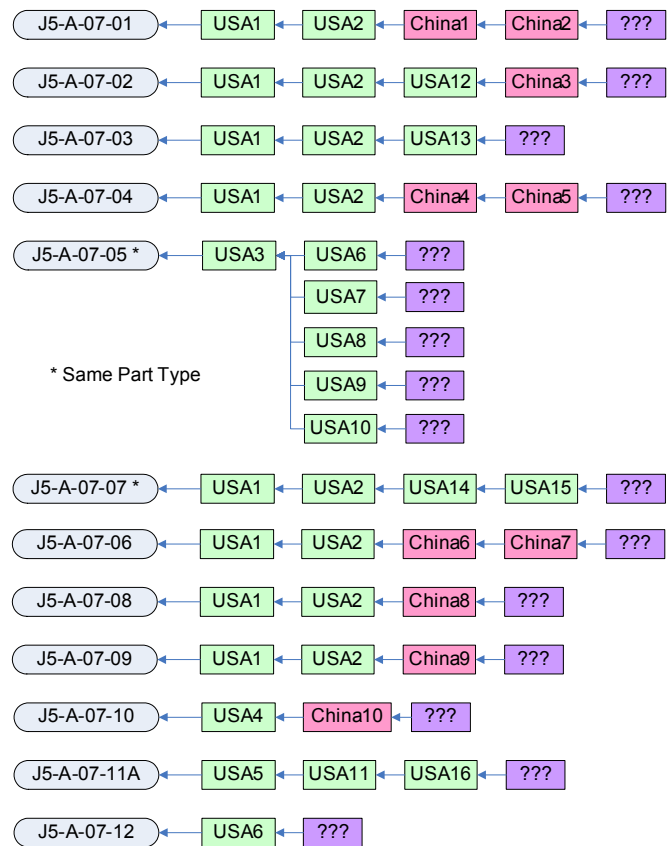 J5-A-07-01 USA1 USA2 China1 China2 ???
J5-A-07-02 USA1 USA2 USA12 China3 ???
J5-A-07-03 USA1 USA2 USA13 ???
J5-A-07-04 USA1 USA2 China4 China5 ???
J5-A-07-05 * USA3 USA6 ???
USA7 ???
USA8 ???
* Same Part Type
USA9 ???
USA10 ???
J5-A-07-07 * USA1 USA2 USA14 USA15 ???
J5-A-07-06 USA1 USA2 China6 China7 ???
J5-A-07-08 USA1 USA2 China8 ???
J5-A-07-09 USA1 USA2 China9 ???
J5-A-07-10 USA4 China10 ???
J5-A-07-11A USA5 USA11 USA16 ???
J5-A-07-12 USA6 ???